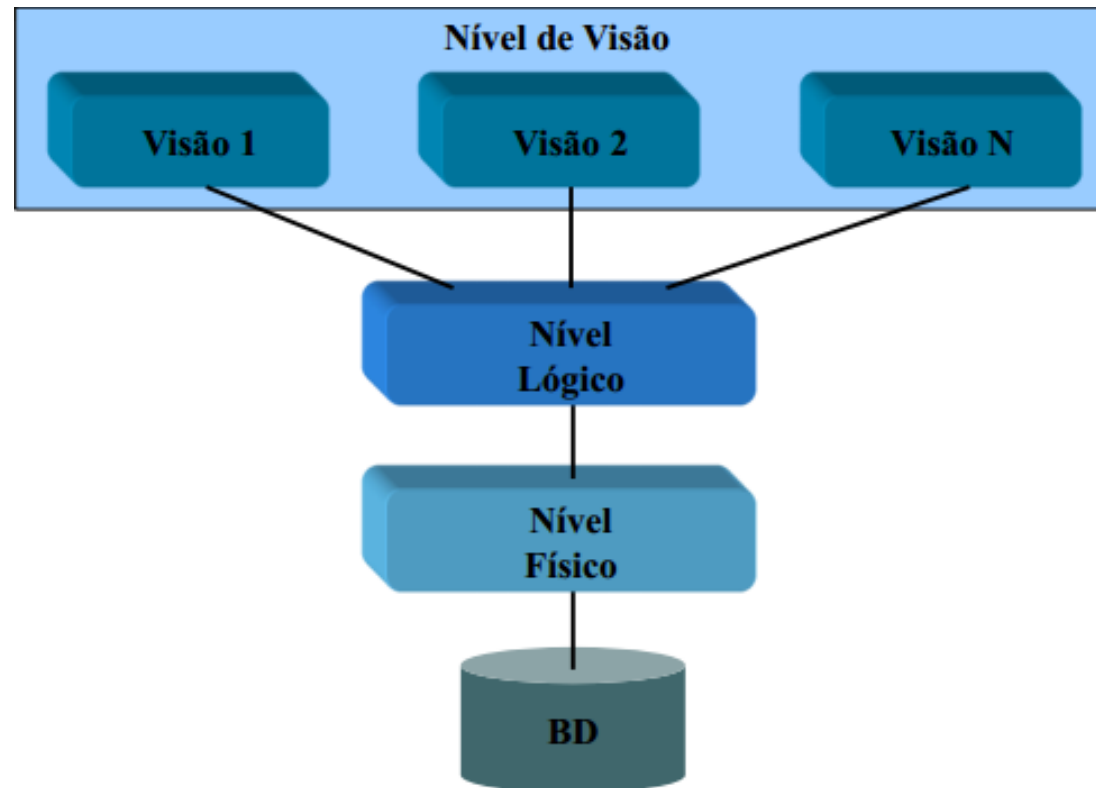 Nível de Visão
Visão 1
Visão 2
Visão N
Nível
Lógico
Nível
Físico
BD